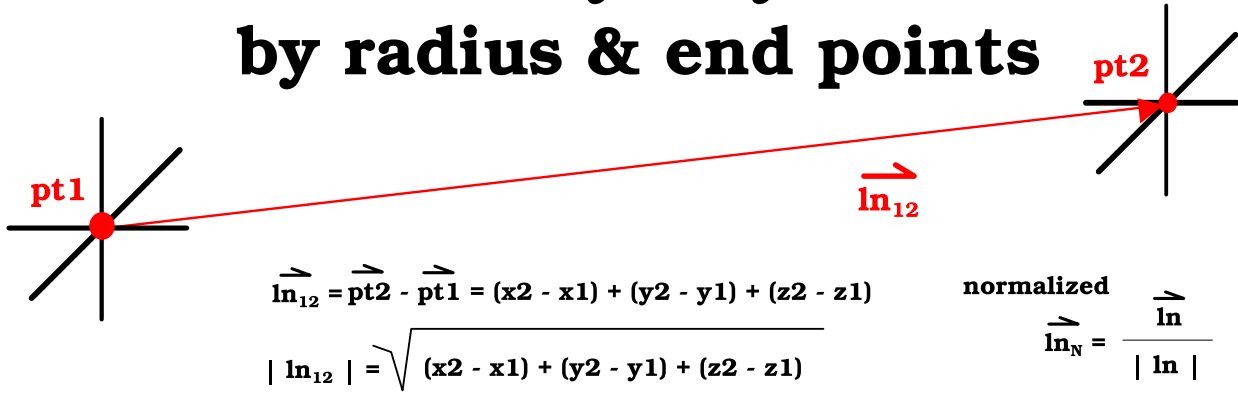 by radius & end points
pt2
pt1
ln12
ln12 = pt2 - pt1 = (x2 - x1) + (y2 - y1) + (z2 - z1)
| ln12 | = √ (x2 - x1) + (y2 - y1) + (z2 - z1)
normalized
lnN = ln
| ln |